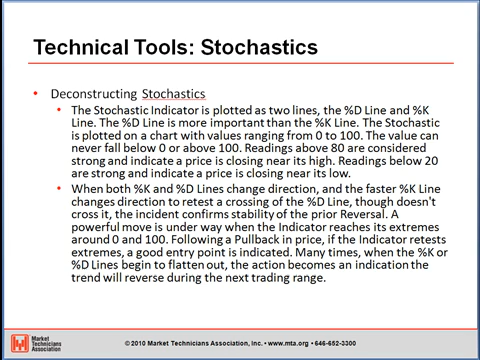 Technical Tools: Stochastics
• Deconstructing Stochastics
• The Stochastic Indicator is plotted as two lines, the %D Line and %K
Line. The %D Line is more important than the %K Line. The Stochastic
is plotted on a chart with values ranging from 0 to 100. The value can
never fall below 0 or above 100. Readings above 80 are considered
strong and indicate a price is closing near its high. Readings below 20
are strong and indicate a price is closing near its low.
• When both %K and %D Lines change direction, and the faster %K Line
changes direction to retest a crossing of the %D Line, though doesn't
cross it, the incident confirms stability of the prior Reversal. A
powerful move is under way when the Indicator reaches its extremes
around 0 and 100. Following a Pullback in price, if the Indicator retests
extremes, a good entry point is indicated. Many times, when the %K or
%D Lines begin to flatten out, the action becomes an indication the
trend will reverse during the next trading range.
Market
Technicians
Association
© 2010 Market Technicians Association, Inc. • www.mta.org • 646-652-3300